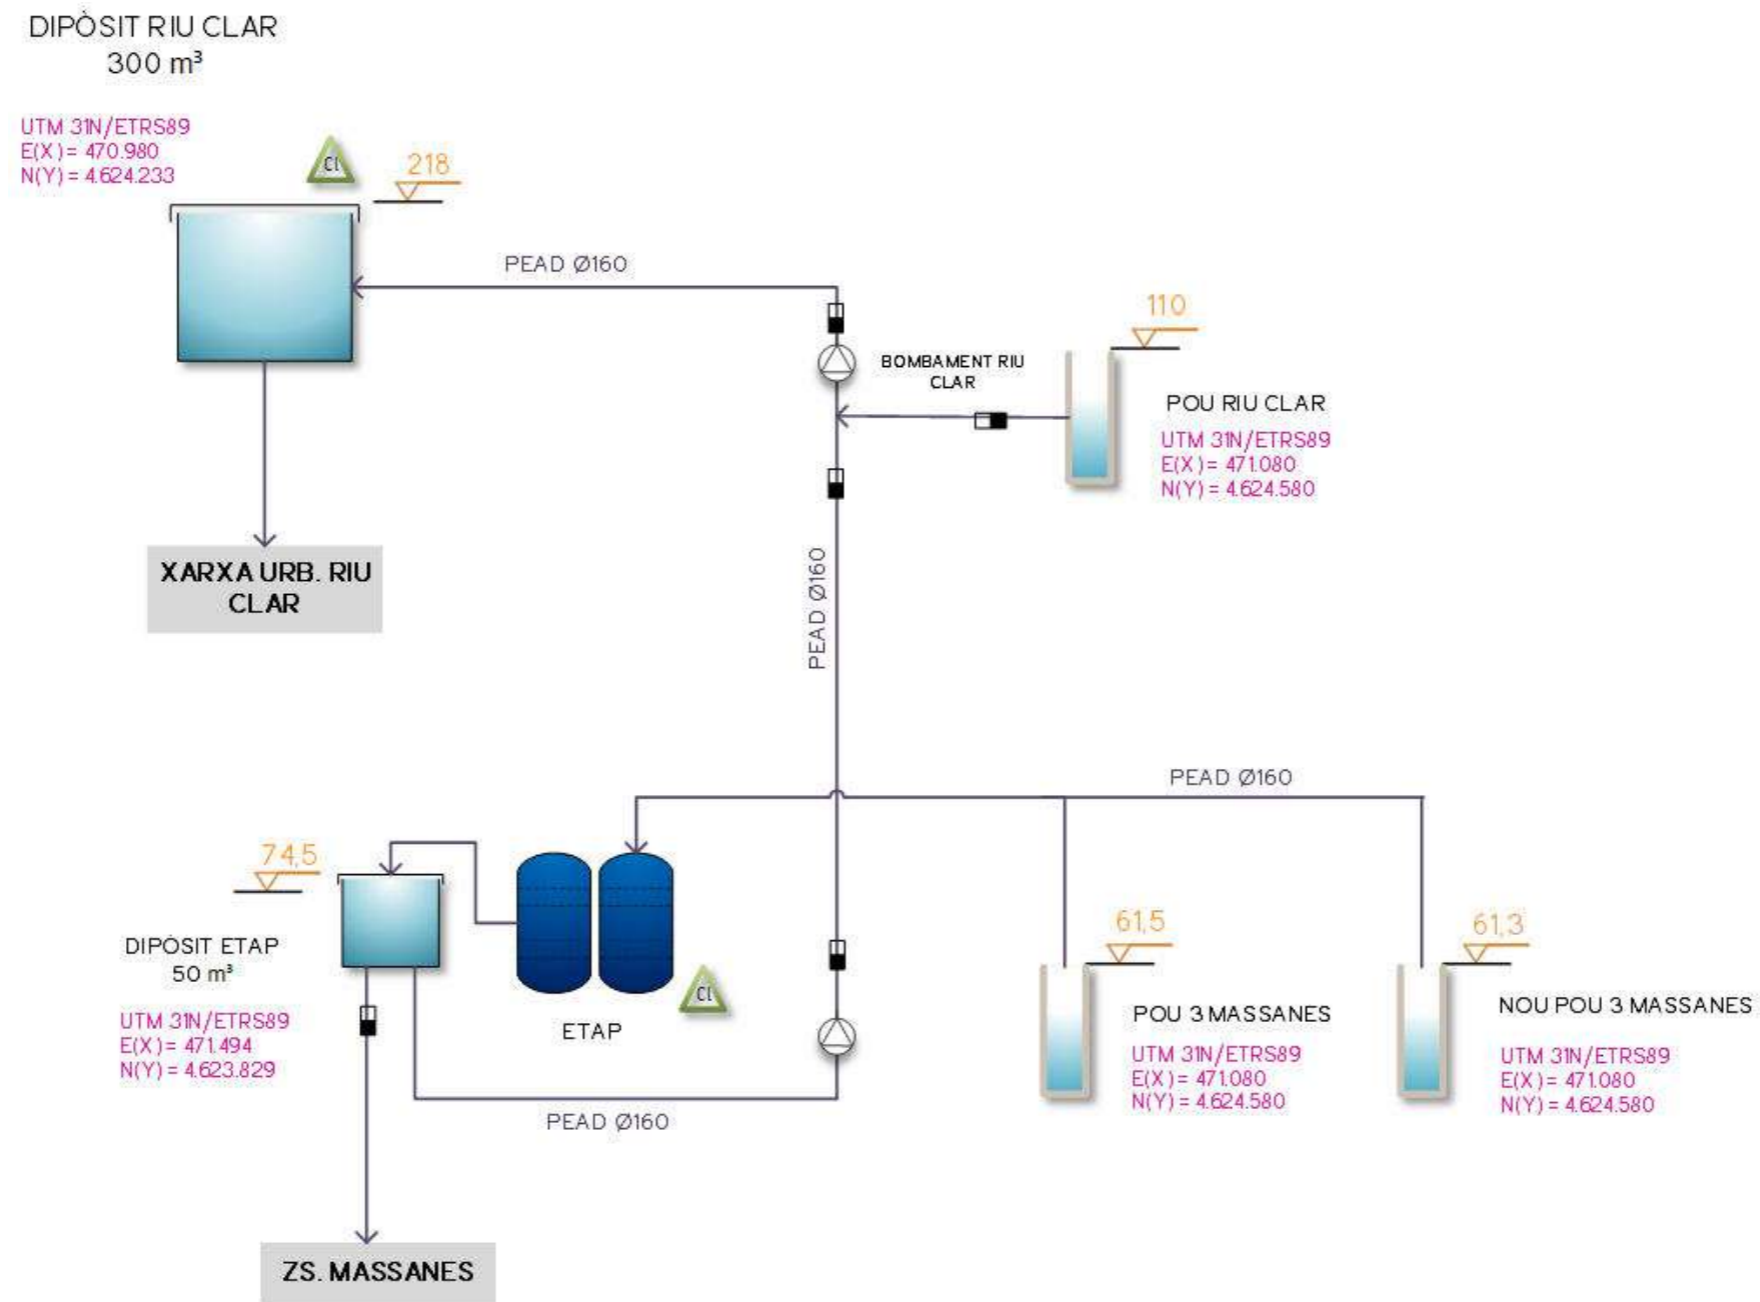 DIPÒSIT RIU CLAR
300 m³
UTM 31N/ETRS89
E(X) = 470.980
N(Y) = 4.624.233
Cl
218
PEAD Ø160
110
BOMBAMENT RIU
CLAR
POU RIU CLAR
UTM 31N/ETRS89
E(X) = 471.080
N(Y) = 4.624.580
XARXA URB. RIU
CLAR
PEAD Ø160
PEAD Ø160
74,5
DIPÒSIT ETAP
50 m³
UTM 31N/ETRS89
E(X) = 471.494
N(Y) = 4.623.829
Cl
ETAP
61,5
POU 3 MASSANES
UTM 31N/ETRS89
E(X) = 471.080
N(Y) = 4.624.580
61,3
NOU POU 3 MASSANES
UTM 31N/ETRS89
E(X) = 471.080
N(Y) = 4.624.580
PEAD Ø160
ZS. MASSANES